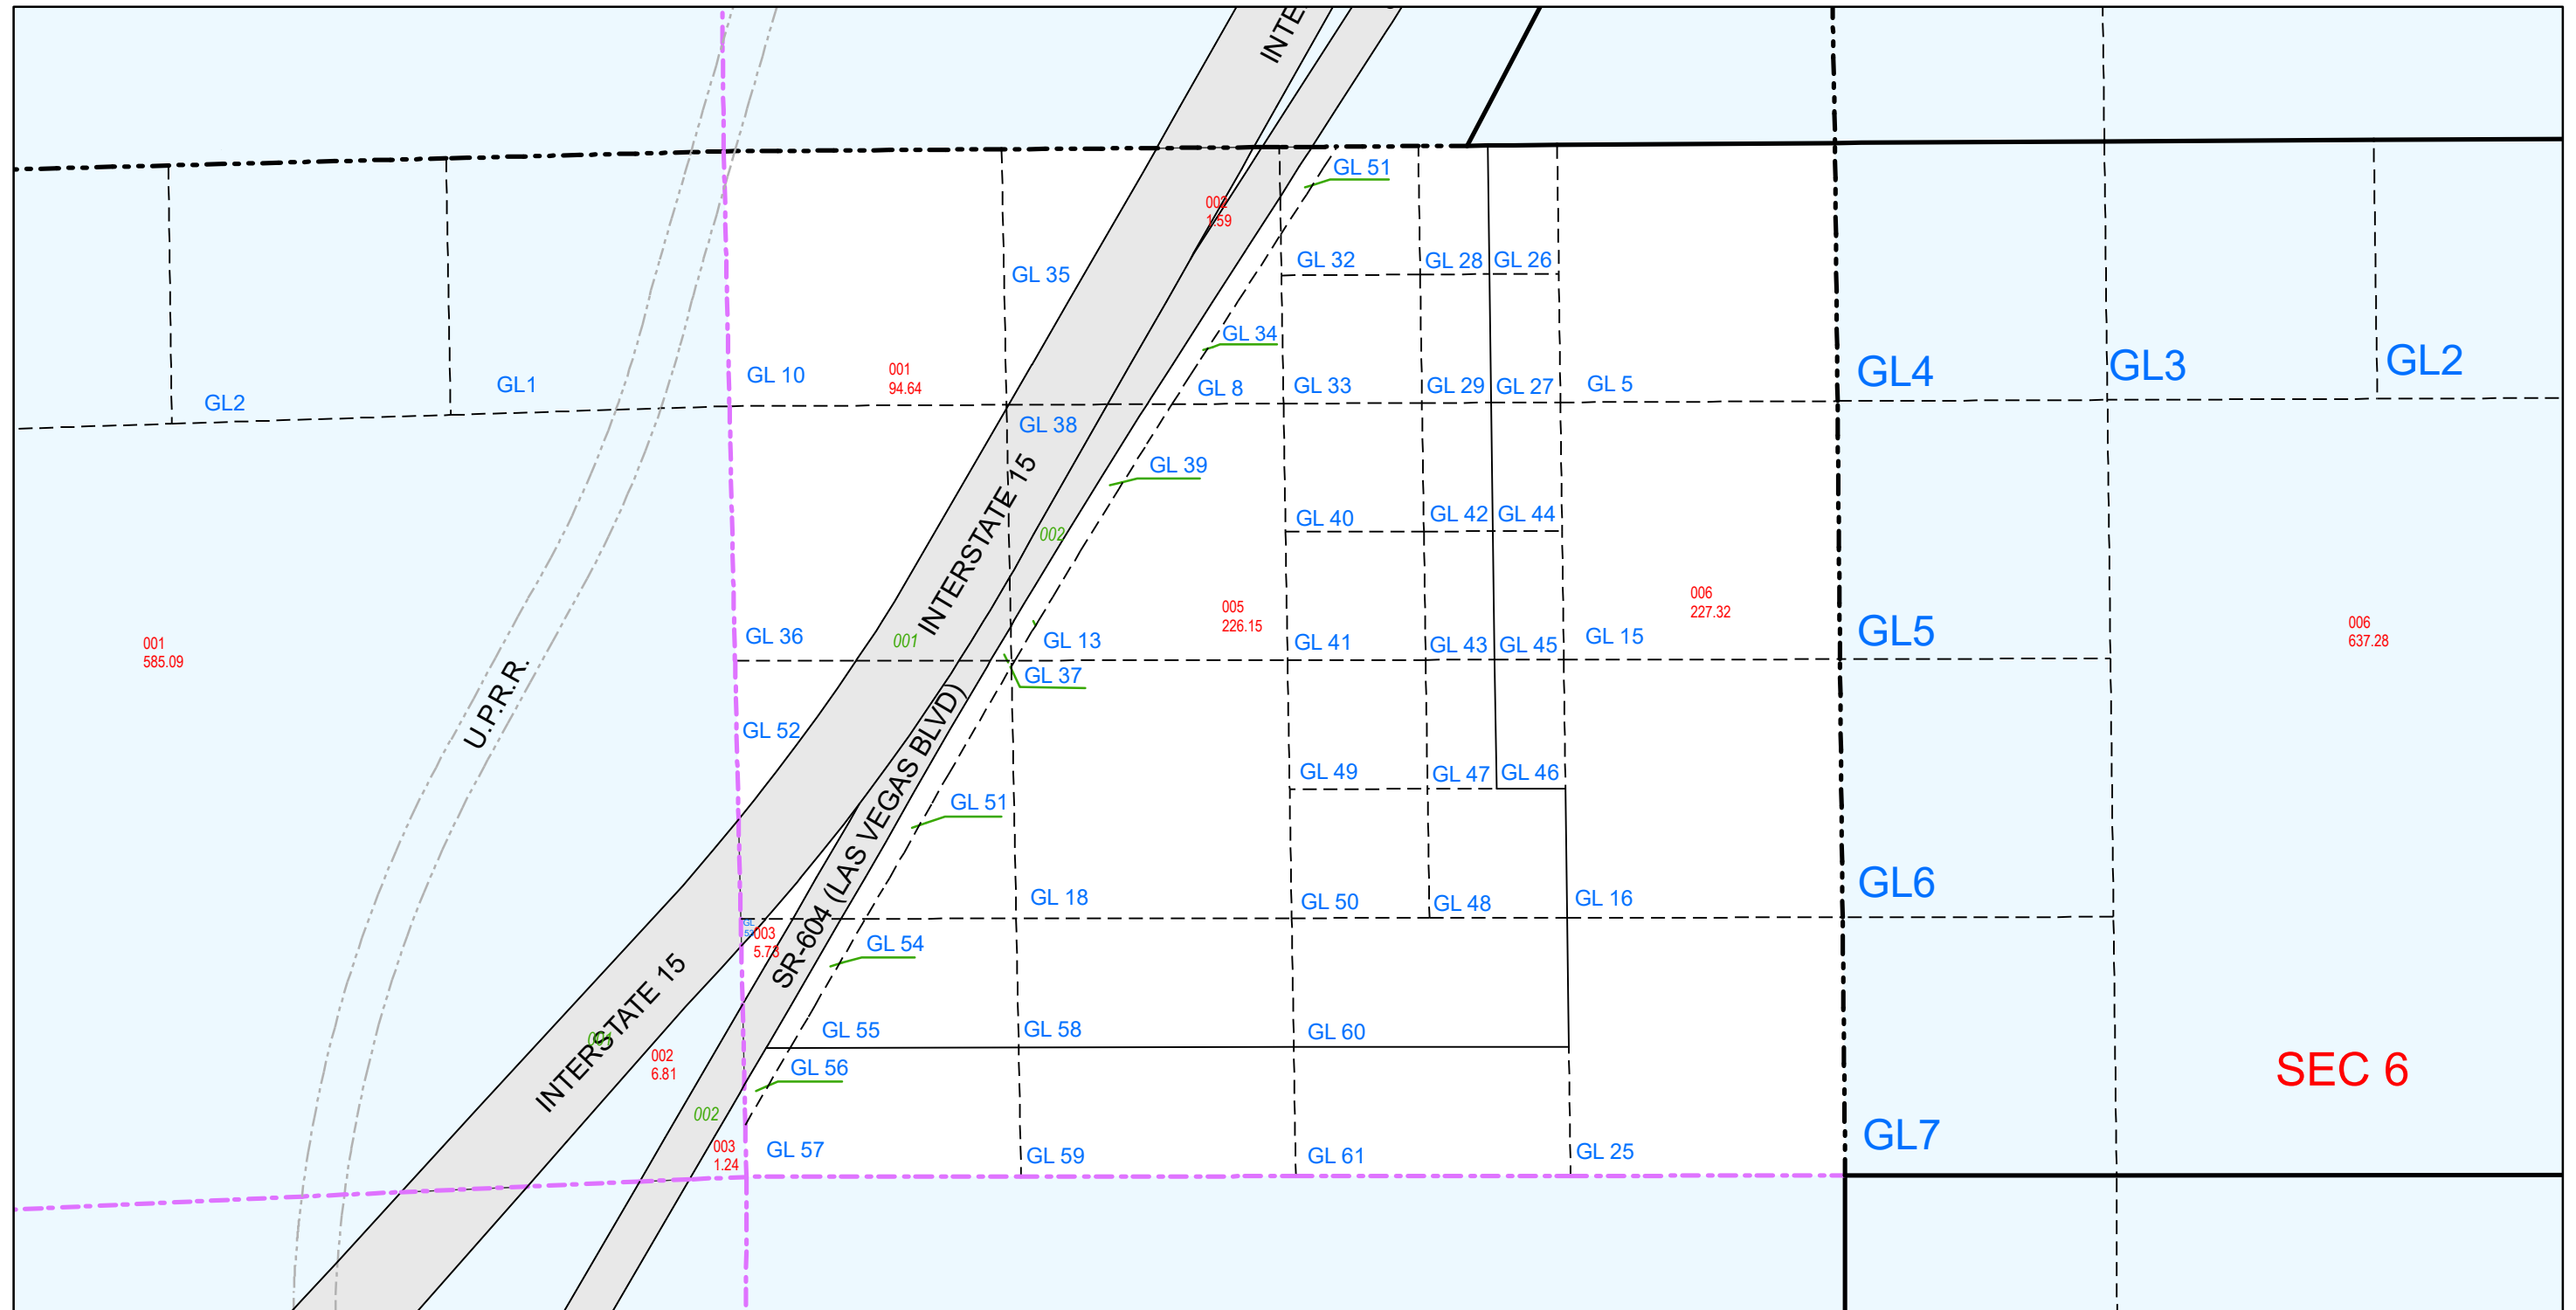 INTE
GL 51
002
1.59
GL 35
GL 32
GL 28
GL 26
GL 34
GL2
GL1
GL 10
001
94.64
GL 8
GL 33
GL 29
GL 27
GL 5
GL4
GL3
GL2
GL 38
GL 39
INTERSTATE 15
002
GL 40
GL 42
GL 44
001
585.09
U.P.R.R.
GL 36
001
GL 13
005
226.15
GL 41
GL 43
GL 45
GL 15
006
227.32
GL5
006
637.28
GL 37
GL 52
SR-604 (LAS VEGAS BLVD)
GL 51
GL 49
GL 47
GL 46
GL 18
GL 50
GL 48
GL 16
GL6
GL
003
5.73
GL 54
INTERSTATE 15
001
002
6.81
GL 55
GL 58
GL 60
GL 56
SEC 6
002
003
1.24
GL 57
GL 59
GL 61
GL 25
GL7